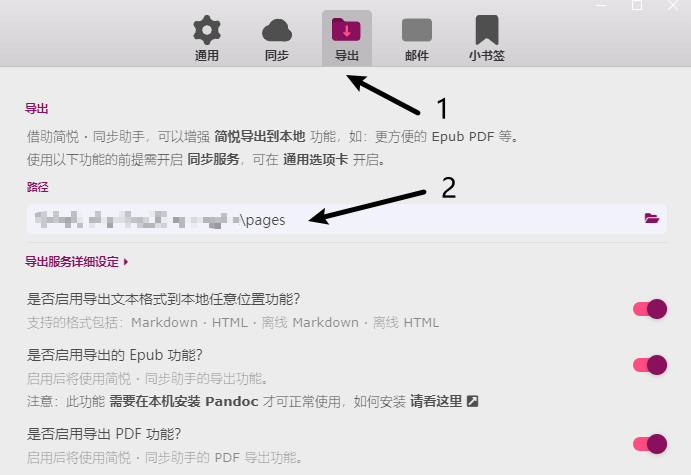 通用 同步 导出 邮件 小书签
1
导出
借助简悦·同步助手，可以增强 简悦导出到本地 功能，如：更方便的 Epub PDF 等。
使用以下功能的前提需开启 同步服务，可在 通用选项卡 开启。
2
路径
\pages
导出服务详细设定
是否启用导出文本格式到本地任意位置功能？
支持的格式包括：Markdown · HTML · 离线 Markdown · 离线 HTML
是否启用导出的 Epub 功能？
启用后将使用简悦·同步助手的导出功能。
注意：此功能 需要在本机安装 Pandoc 才可正常使用，如何安装 请看这里
是否启用导出 PDF 功能？
启用后将使用简悦·同步助手的 PDF 导出功能。